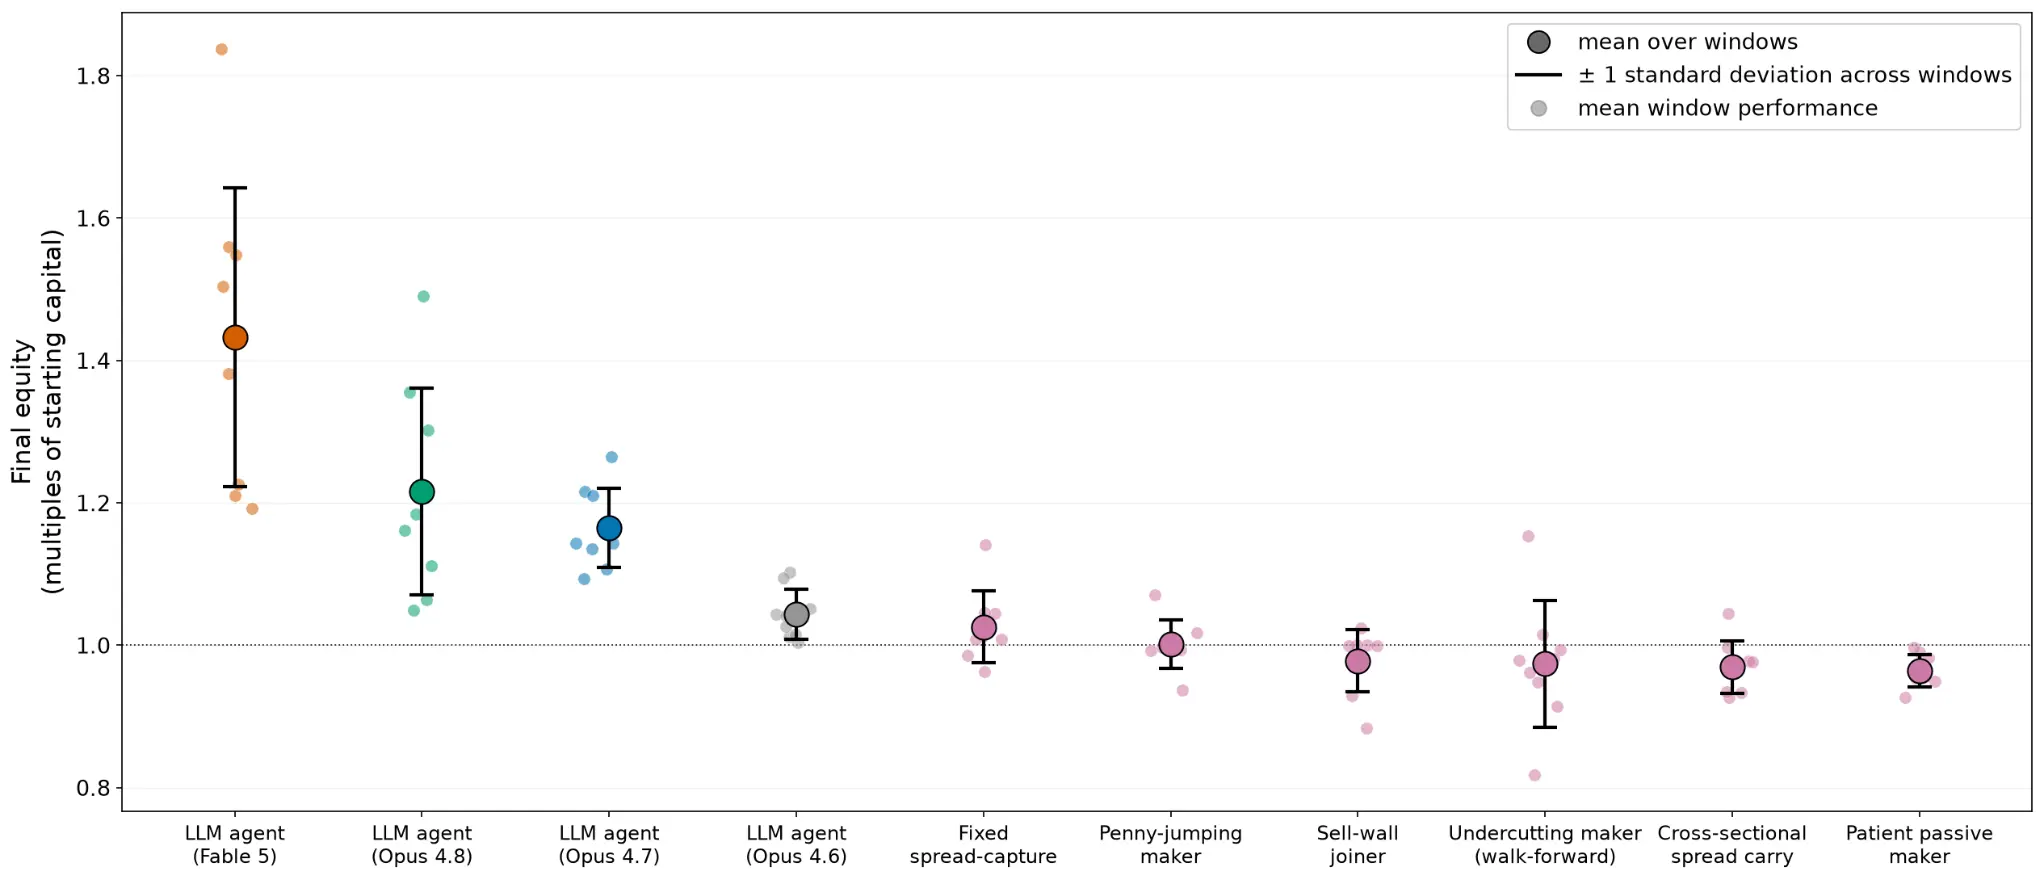 mean over windows
± 1 standard deviation across windows
mean window performance
Final equity
(multiples of starting capital)
1.8
1.6
1.4
1.2
1.0
0.8
LLM agent
(Fable 5)
LLM agent
(Opus 4.8)
LLM agent
(Opus 4.7)
LLM agent
(Opus 4.6)
Fixed
spread-capture
Penny-jumping
maker
Sell-wall
joiner
Undercutting maker
(walk-forward)
Cross-sectional
spread carry
Patient passive
maker